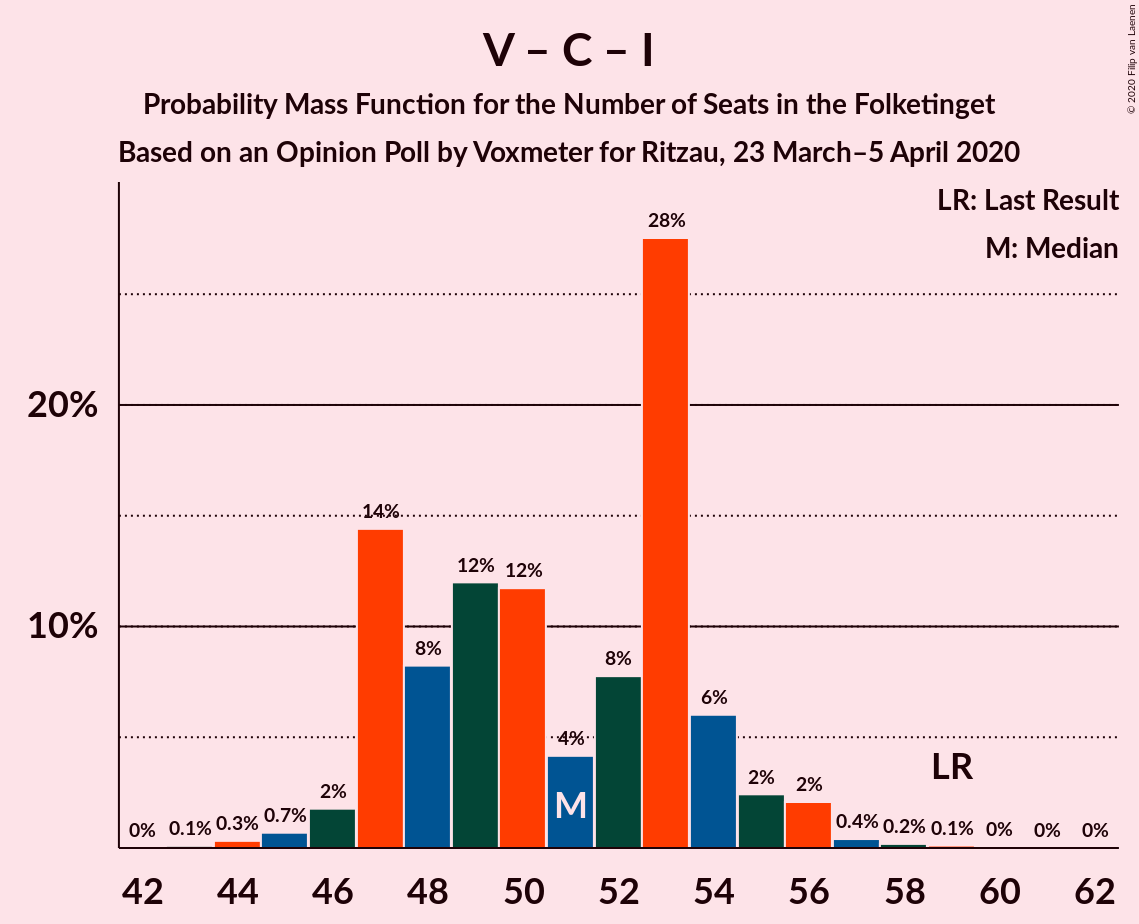 V – C – I
Probability Mass Function for the Number of Seats in the Folketinget
Based on an Opinion Poll by Voxmeter for Ritzau, 23 March–5 April 2020
© 2020 Filip van Laenen
LR: Last Result
M: Median
28%
20%
14%
12%
12%
10%
8%
8%
6%
4%
LR
2%
2%
2%
M
0%
0.1%
0.3%
0.7%
0.4%
0.2%
0.1%
0%
0%
0%
42 44 46 48 50 52 54 56 58 60 62